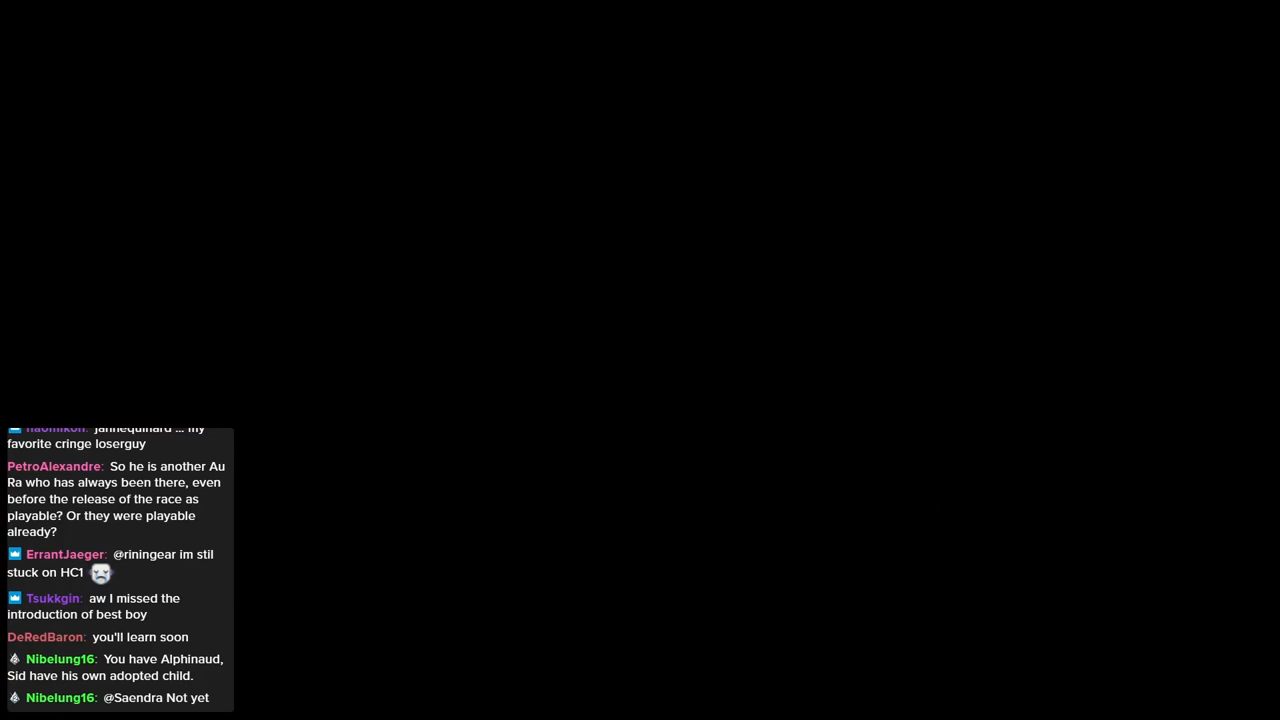 naomikon: jannequinard ... my
favorite cringe loserguy
PetroAlexandre: So he is another Au
Ra who has always been there, even
before the release of the race as
playable? Or they were playable
already?
ErrantJaeger: @riningear im stil
stuck on HC1
Tsukkgin: aw I missed the
introduction of best boy
DeRedBaron: you'll learn soon
Nibelung16: You have Alphinaud,
Sid have his own adopted child.
Nibelung16: @Saendra Not yet